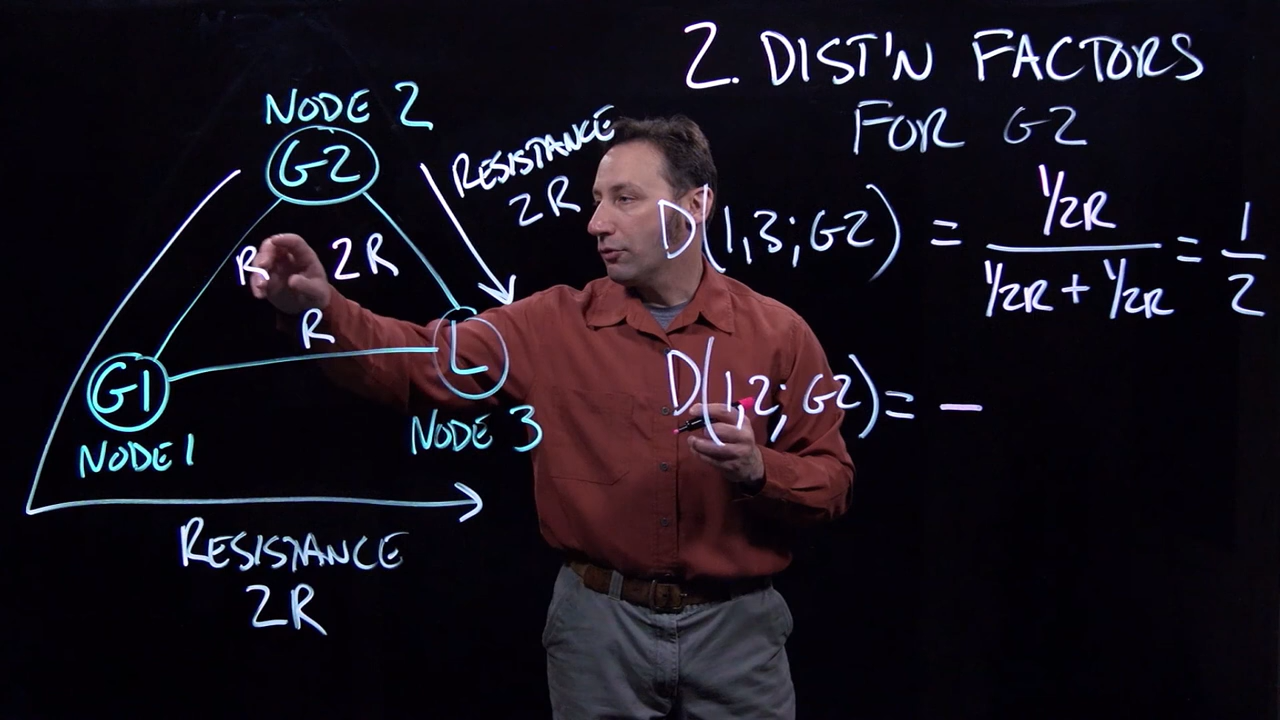 2. DIST'N FACTORS
FOR G2
NODE 2
G2
RESISTANCE
2R
R
2R
R
G1
L
NODE 1
NODE 3
RESISTANCE
2R
D(1,3;G2) = 1/2R / (1/2R + 1/2R) = 1/2
D(1,2;G2) = —